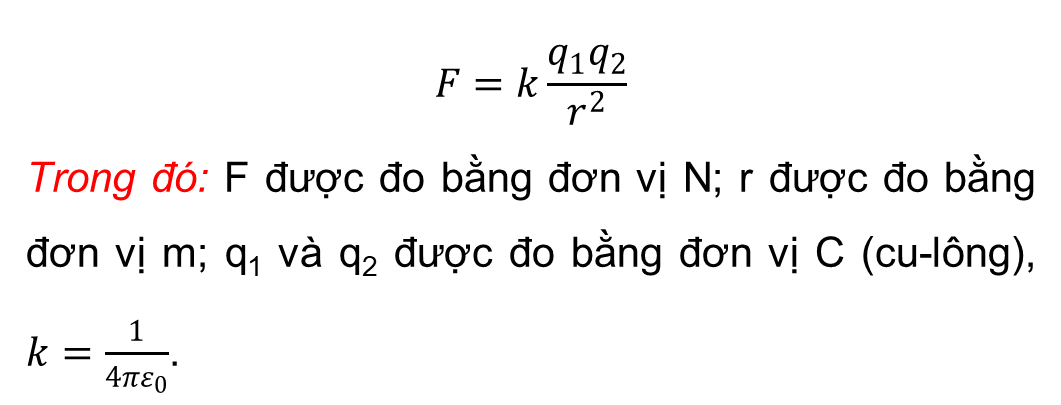 F = k q₁q₂ / r²
Trong đó: F được đo bằng đơn vị N; r được đo bằng
đơn vị m; q₁ và q₂ được đo bằng đơn vị C (cu-lông),
k = 1 / 4πε₀.